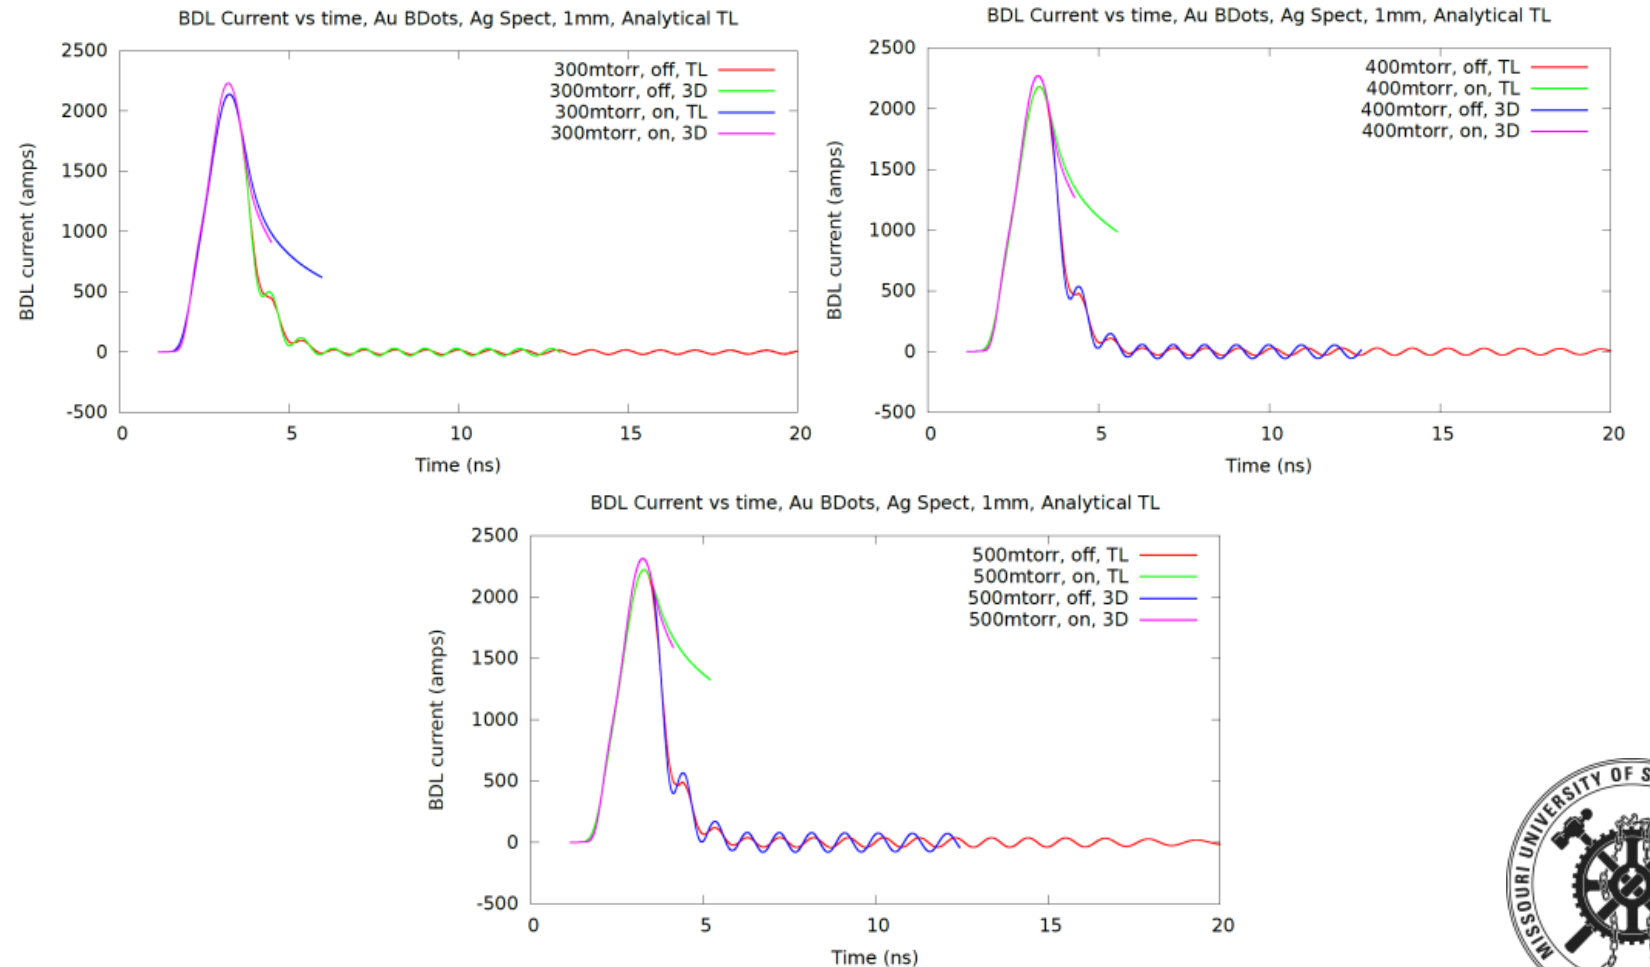 BDL Current vs time, Au BDots, Ag Spect, 1mm, Analytical TL
2500
2000
1500
1000
500
0
-500
BDL current (amps)
300mtorr, off, TL
300mtorr, off, 3D
300mtorr, on, TL
300mtorr, on, 3D
0 5 10 15 20
Time (ns)
BDL Current vs time, Au BDots, Ag Spect, 1mm, Analytical TL
2500
2000
1500
1000
500
0
-500
BDL current (amps)
400mtorr, off, TL
400mtorr, on, TL
400mtorr, off, 3D
400mtorr, on, 3D
0 5 10 15 20
Time (ns)
BDL Current vs time, Au BDots, Ag Spect, 1mm, Analytical TL
2500
2000
1500
1000
500
0
-500
BDL current (amps)
500mtorr, off, TL
500mtorr, on, TL
500mtorr, off, 3D
500mtorr, on, 3D
0 5 10 15 20
Time (ns)
MISSOURI UNIVERSITY OF S